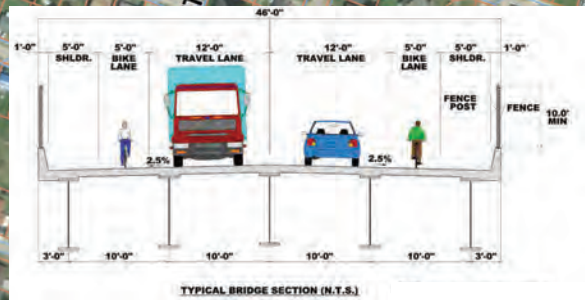 46'-0"
1'-0" 5'-0" 5'-0" 12'-0" 12'-0" 5'-0" 5'-0" 1'-0"
SHLDR. BIKE LANE TRAVEL LANE TRAVEL LANE BIKE LANE SHLDR.
FENCE POST
FENCE
10.0' MIN
2.5% 2.5%
3'-0" 10'-0" 10'-0" 10'-0" 10'-0" 3'-0"
TYPICAL BRIDGE SECTION (N.T.S.)